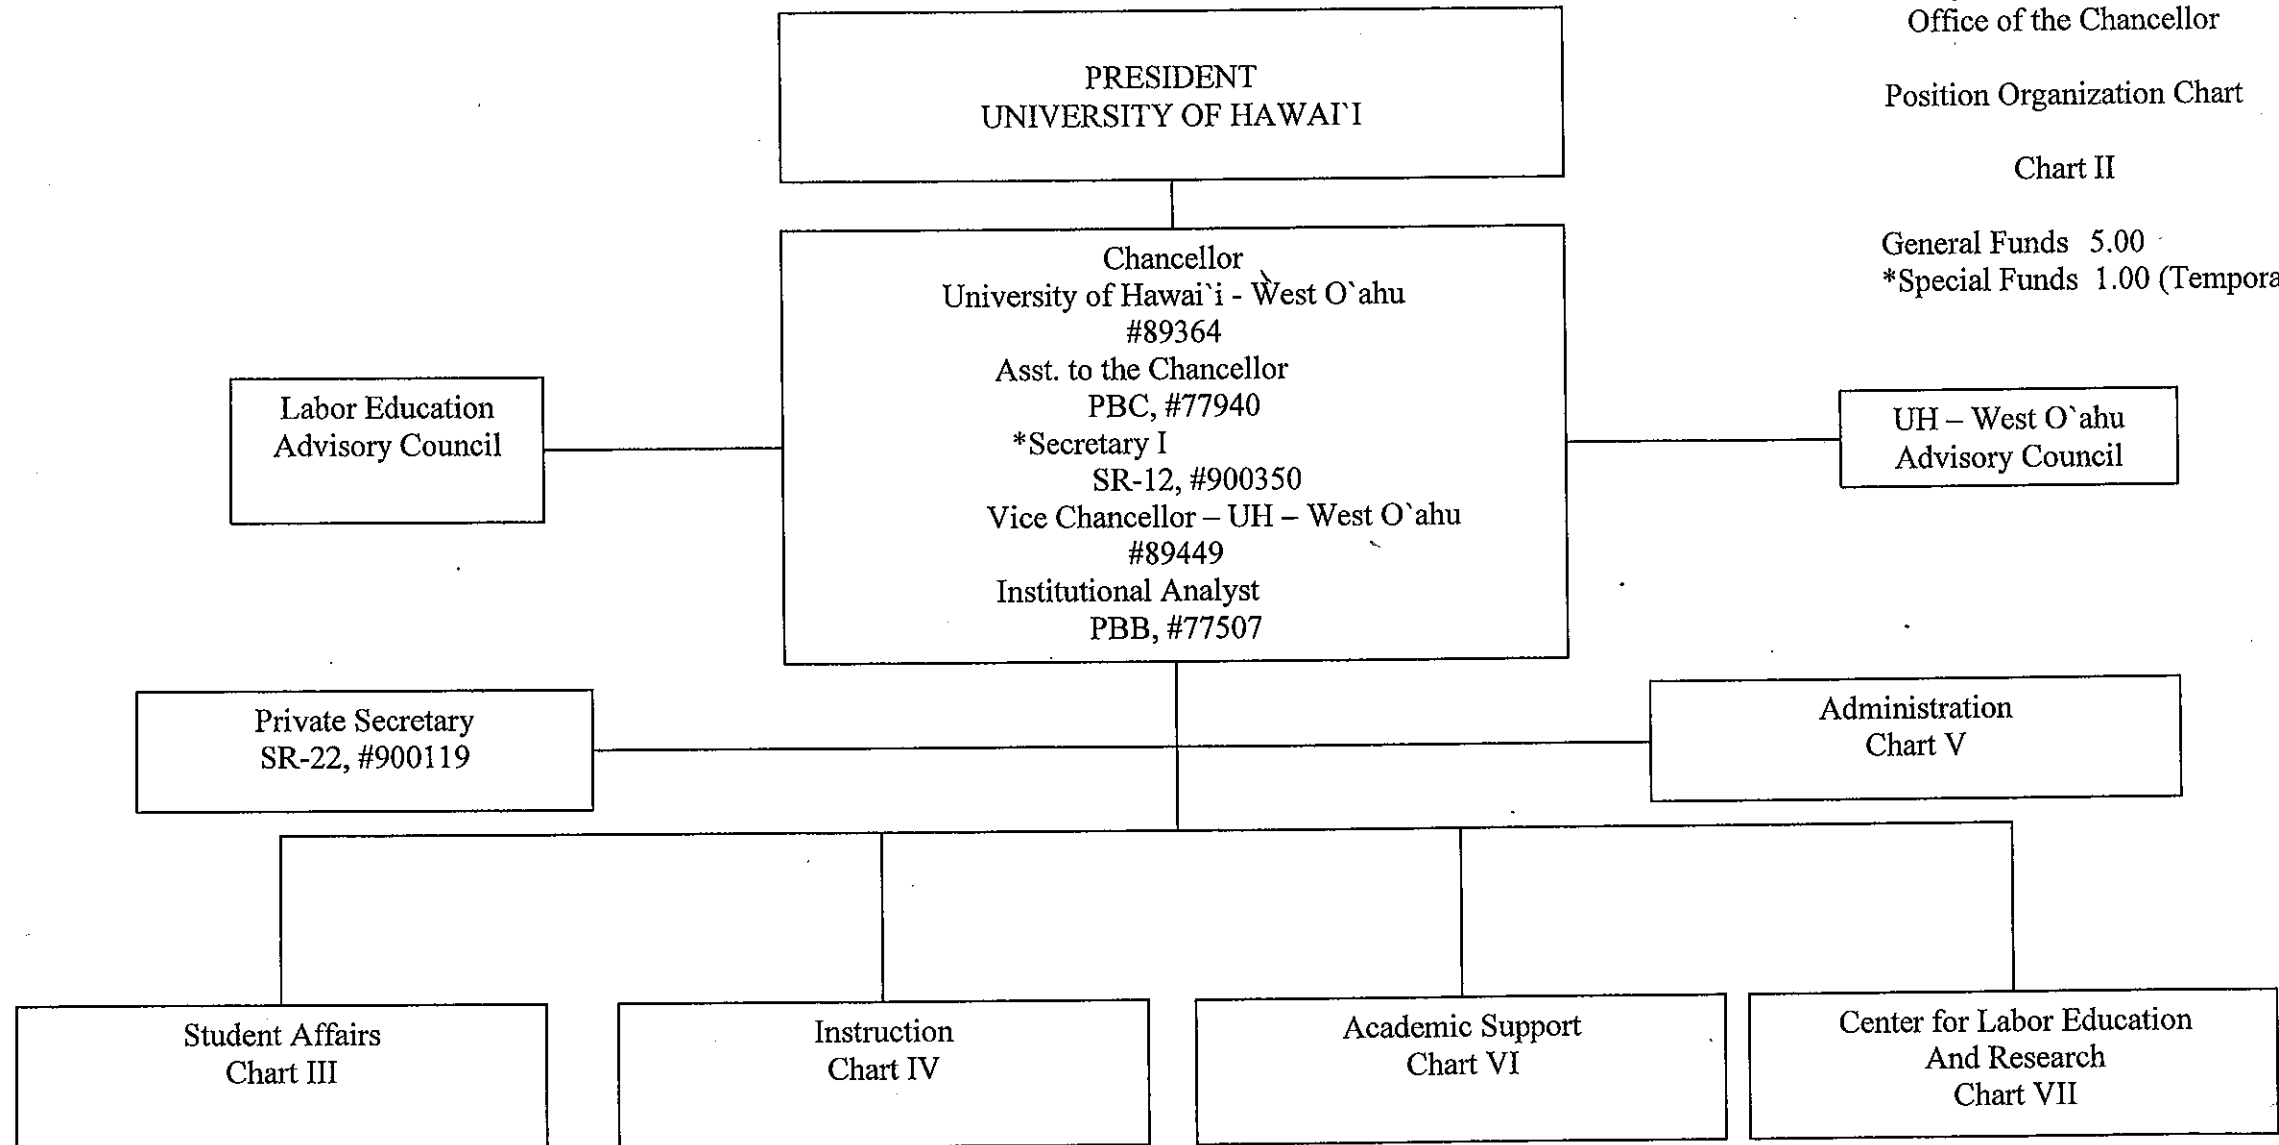 Office of the Chancellor
Position Organization Chart
Chart II
General Funds 5.00
*Special Funds 1.00
PRESIDENT
UNIVERSITY OF HAWAI`I
Chancellor
University of Hawai`i - West O`ahu
#89364
Asst. to the Chancellor
PBC, #77940
*Secretary I
SR-12, #900350
Vice Chancellor – UH – West O`ahu
#89449
Institutional Analyst
PBB, #77507
Labor Education
Advisory Council
UH – West O`ahu
Advisory Council
Private Secretary
SR-22, #900119
Administration
Chart V
Student Affairs
Chart III
Instruction
Chart IV
Academic Support
Chart VI
Center for Labor Education
And Research
Chart VII